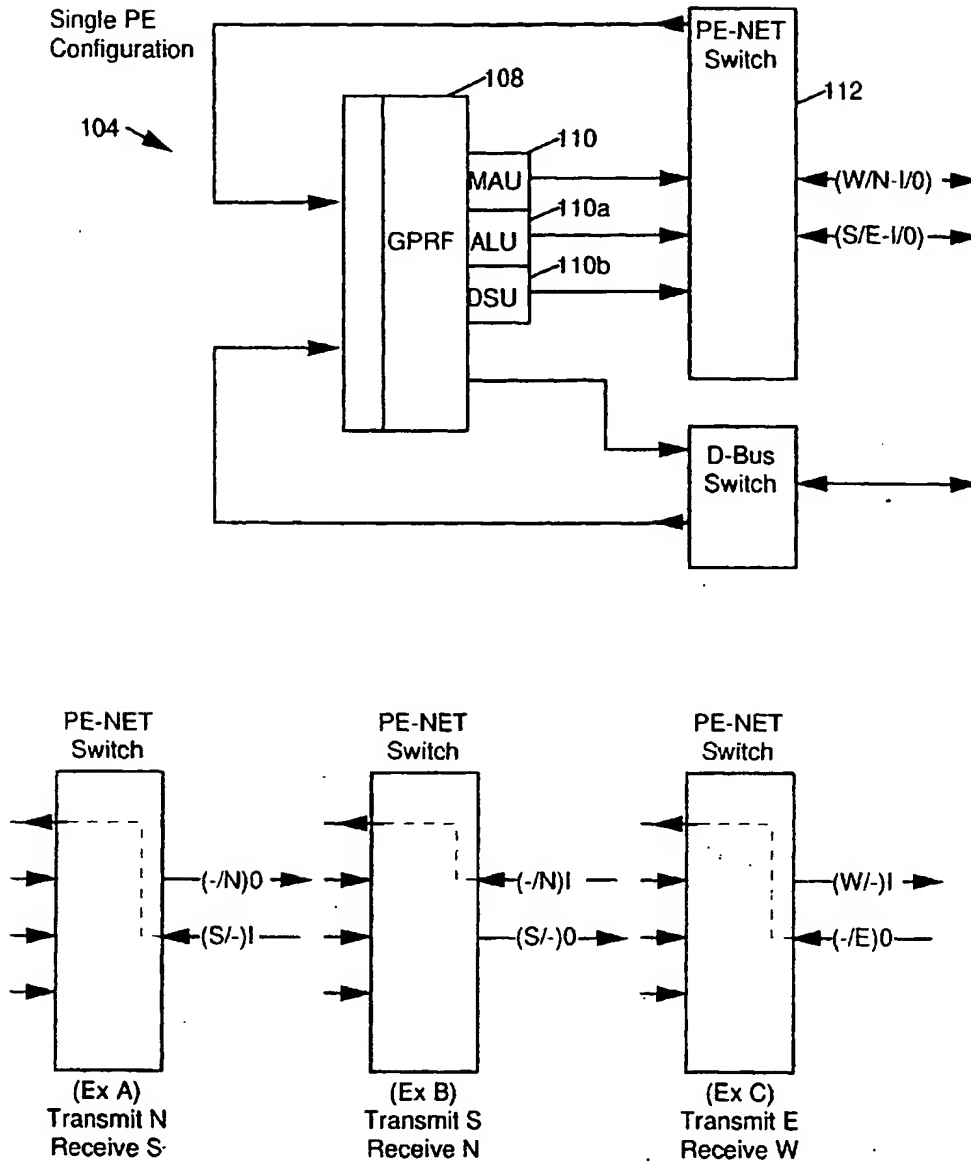 Single PE
Configuration
PE-NET
Switch
108
112
104
110
MAU
(W/N-I/0)
110a
GPRF
ALU
(S/E-I/0)
110b
DSU
D-Bus
Switch
PE-NET
Switch
PE-NET
Switch
PE-NET
Switch
(-/N)0
(-/N)I
(W/-)I
(S/-)I
(S/-)0
(-/E)0
(Ex A)
Transmit N
Receive S
(Ex B)
Transmit S
Receive N
(Ex C)
Transmit E
Receive W